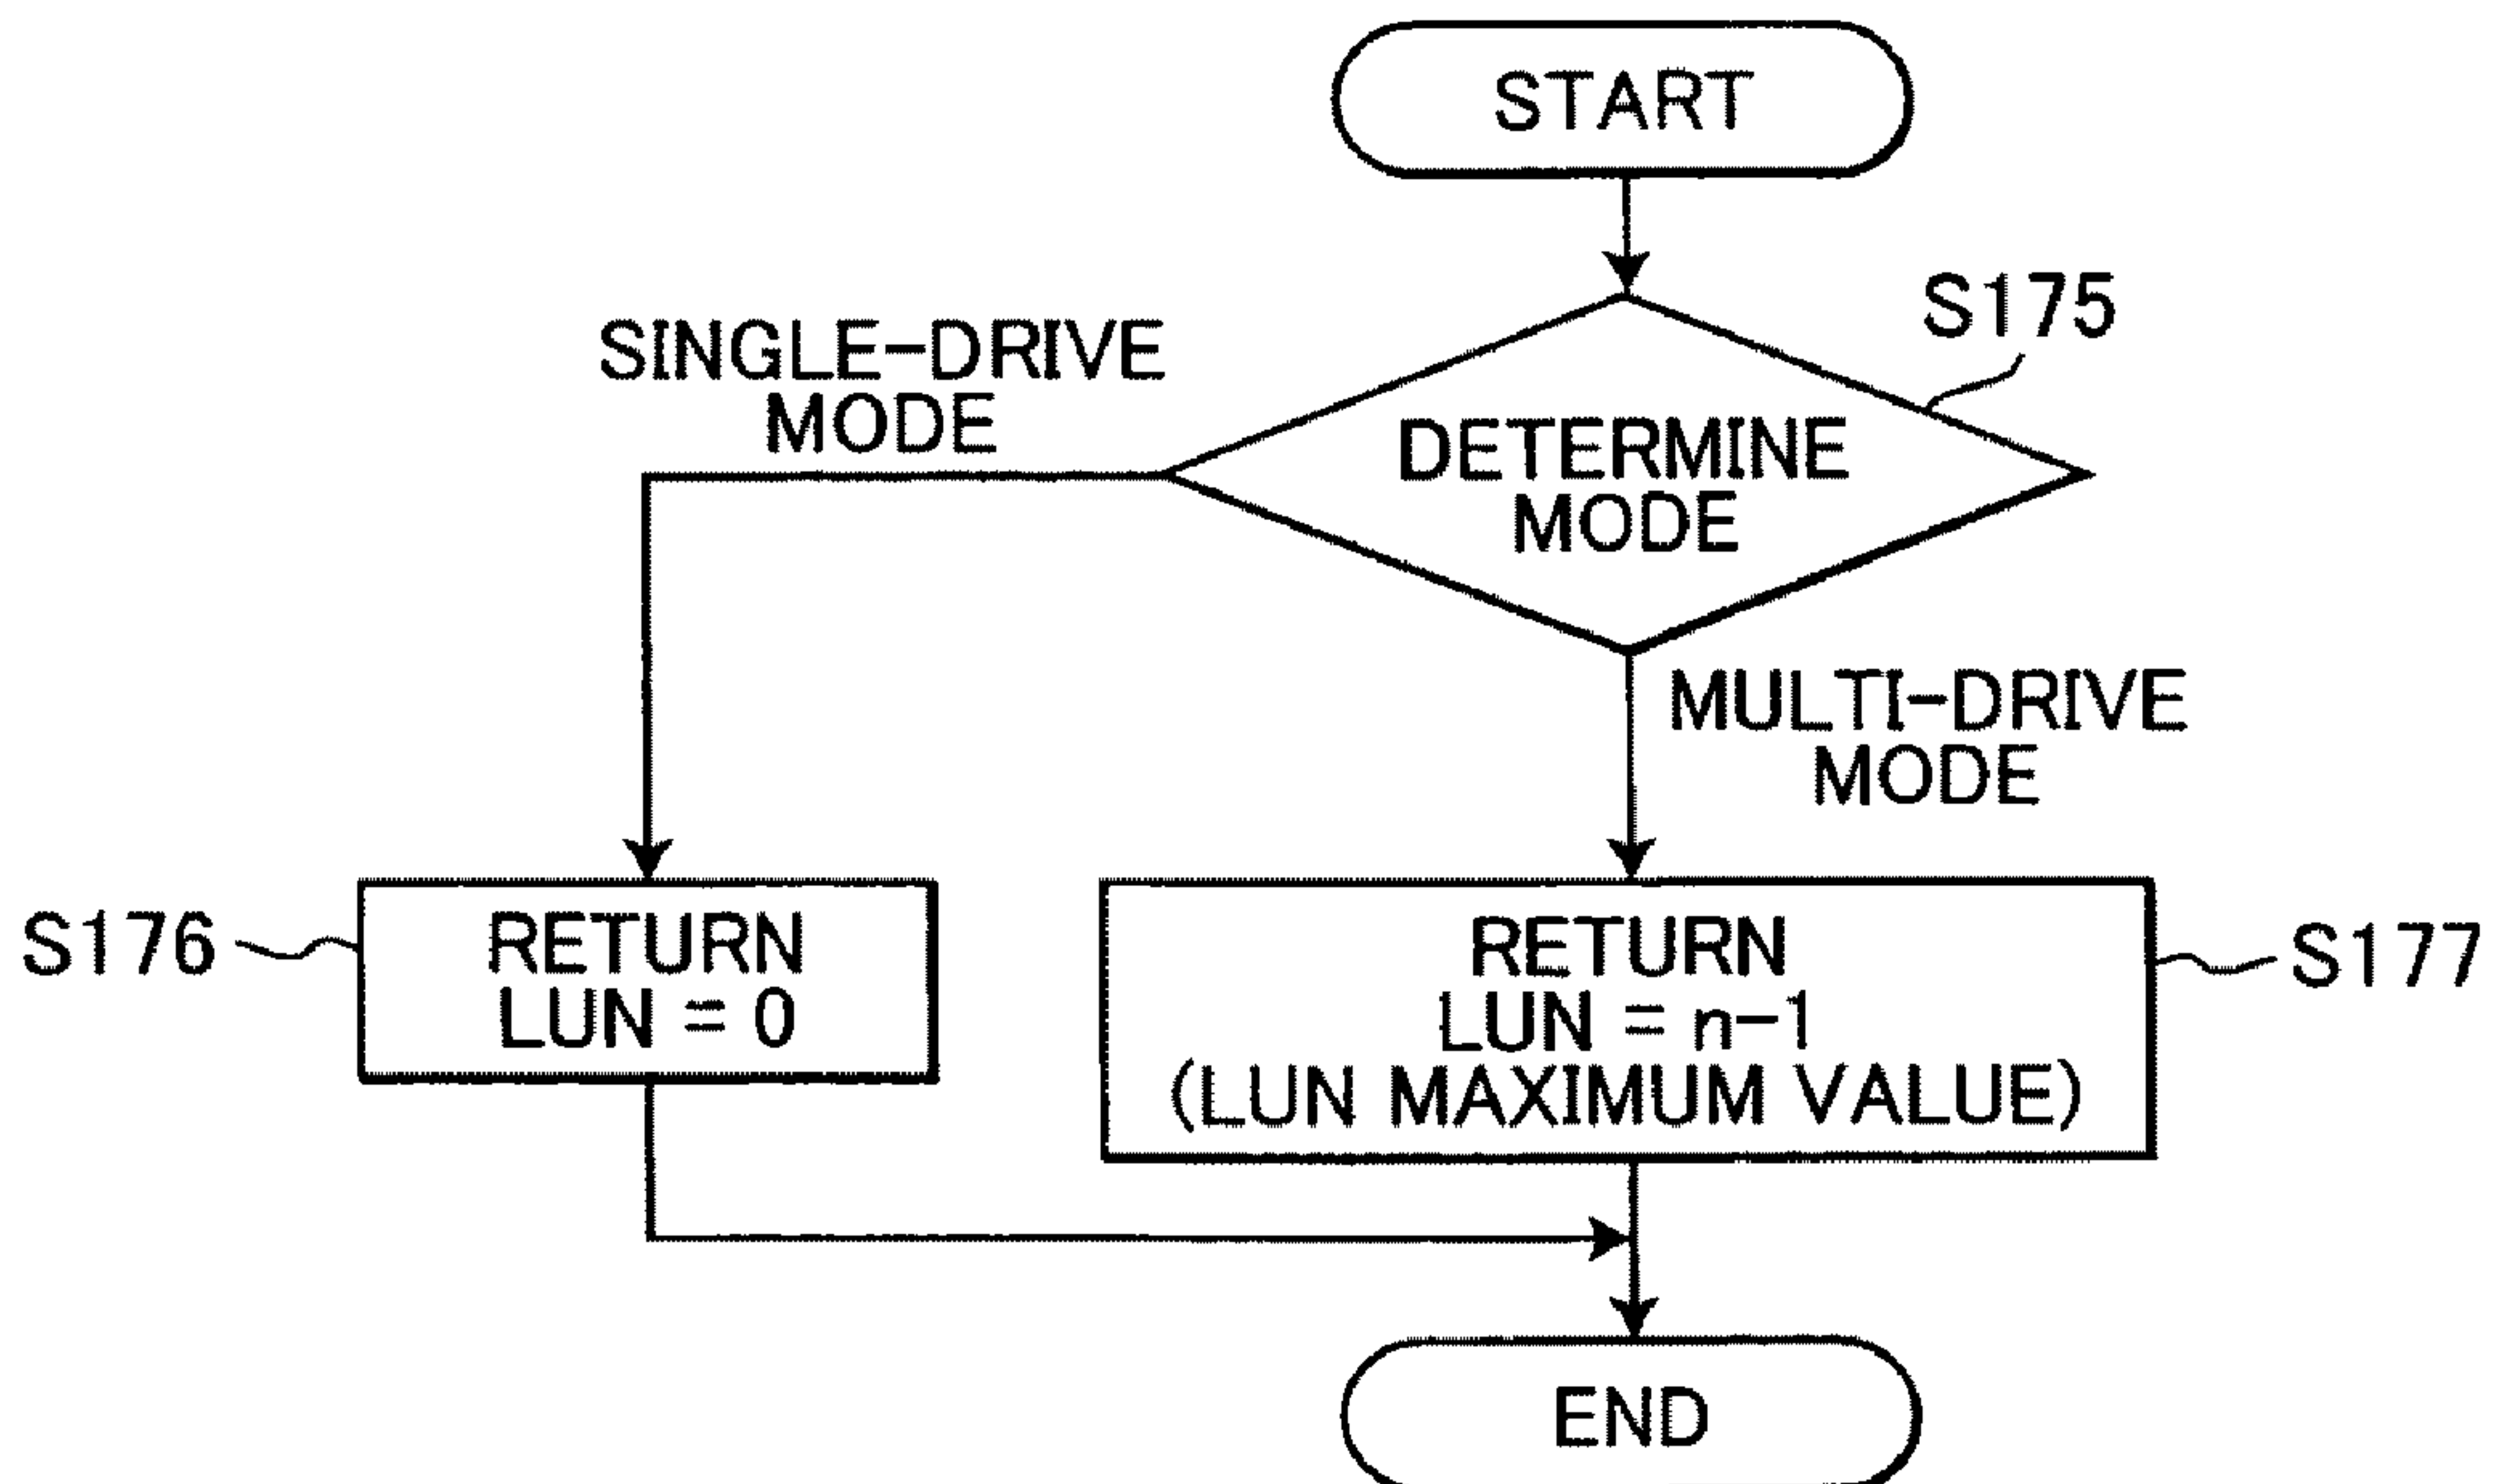 START
S175
SINGLE-DRIVE
MODE
DETERMINE
MODE
MULTI-DRIVE
MODE
S176
RETURN
LUN = 0
RETURN
LUN = n-1
(LUN MAXIMUM VALUE)
S177
END